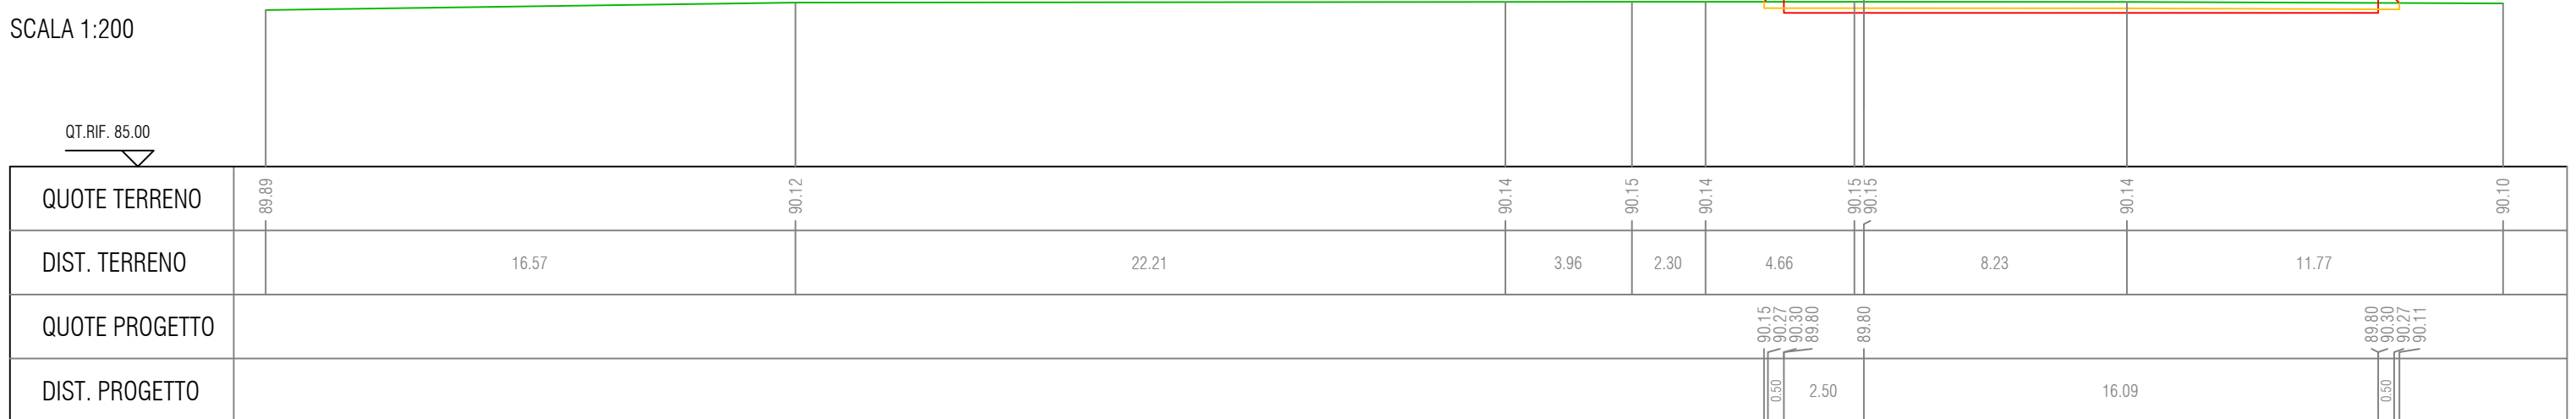 SCALA 1:200
QT.RIF. 85.00
QUOTE TERRENO 89.89 90.12 90.14 90.15 90.14 90.15 90.15 90.14 90.10
DIST. TERRENO 16.57 22.21 3.96 2.30 4.66 8.23 11.77
QUOTE PROGETTO 90.15 90.27 90.30 89.80 89.80 89.80 90.30 90.27 90.11
DIST. PROGETTO 0.50 2.50 16.09 0.50